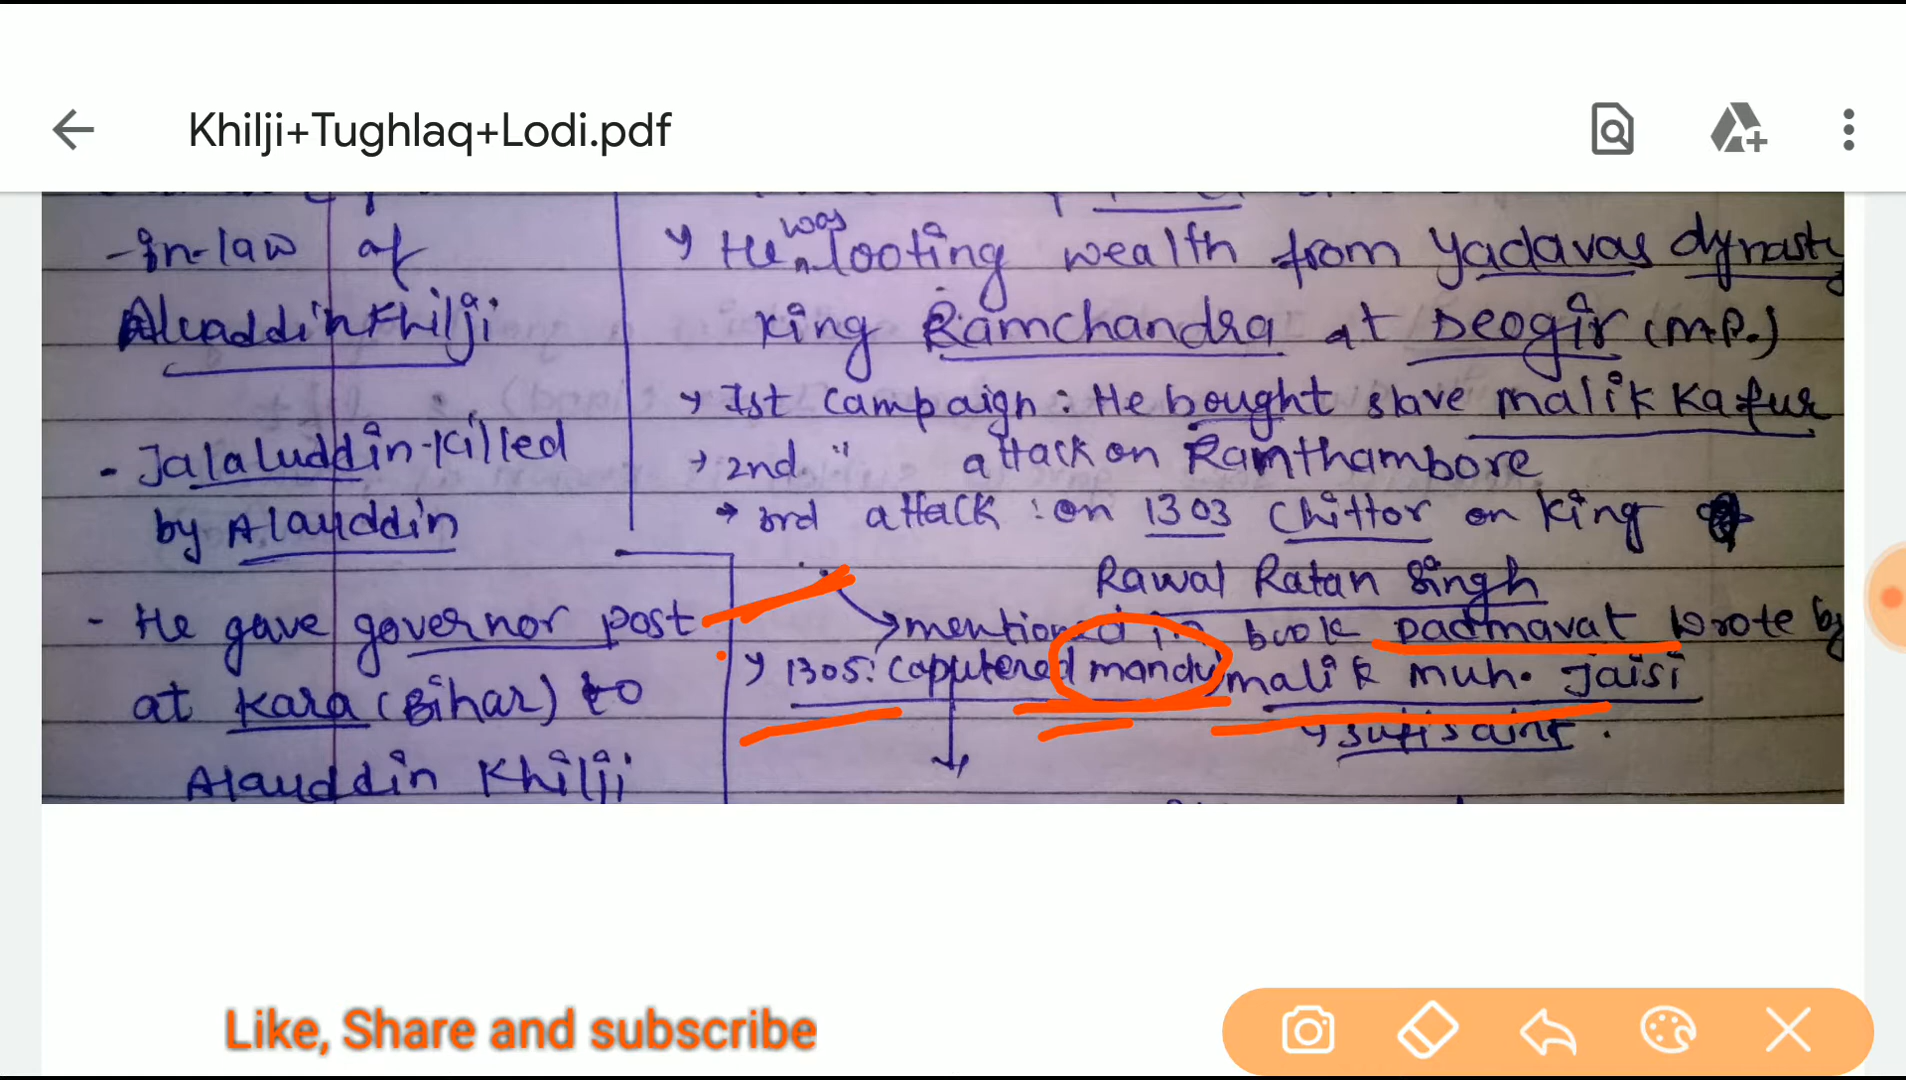 Khilji+Tughlaq+Lodi.pdf
-in-law of
Aluaddin Khilji
- Jalaluddin-killed
by Alauddin
- He gave governor post
at Kara (Bihar) to
Alauddin Khilji
→ He was looting wealth from yadavas dynasty
king Ramchandra at Deogir (M.P.)
→ Ist campaign : He bought slave malik Kafur
→ 2nd " attack on Ramthambore
→ 3rd attack : on 1303 Chittor on king
Rawal Ratan Singh
→ mentioned in book padmavat wrote by
malik muh. Jaisi
→ sufi saint.
→ 1305: Capputered mandu
Like, Share and subscribe